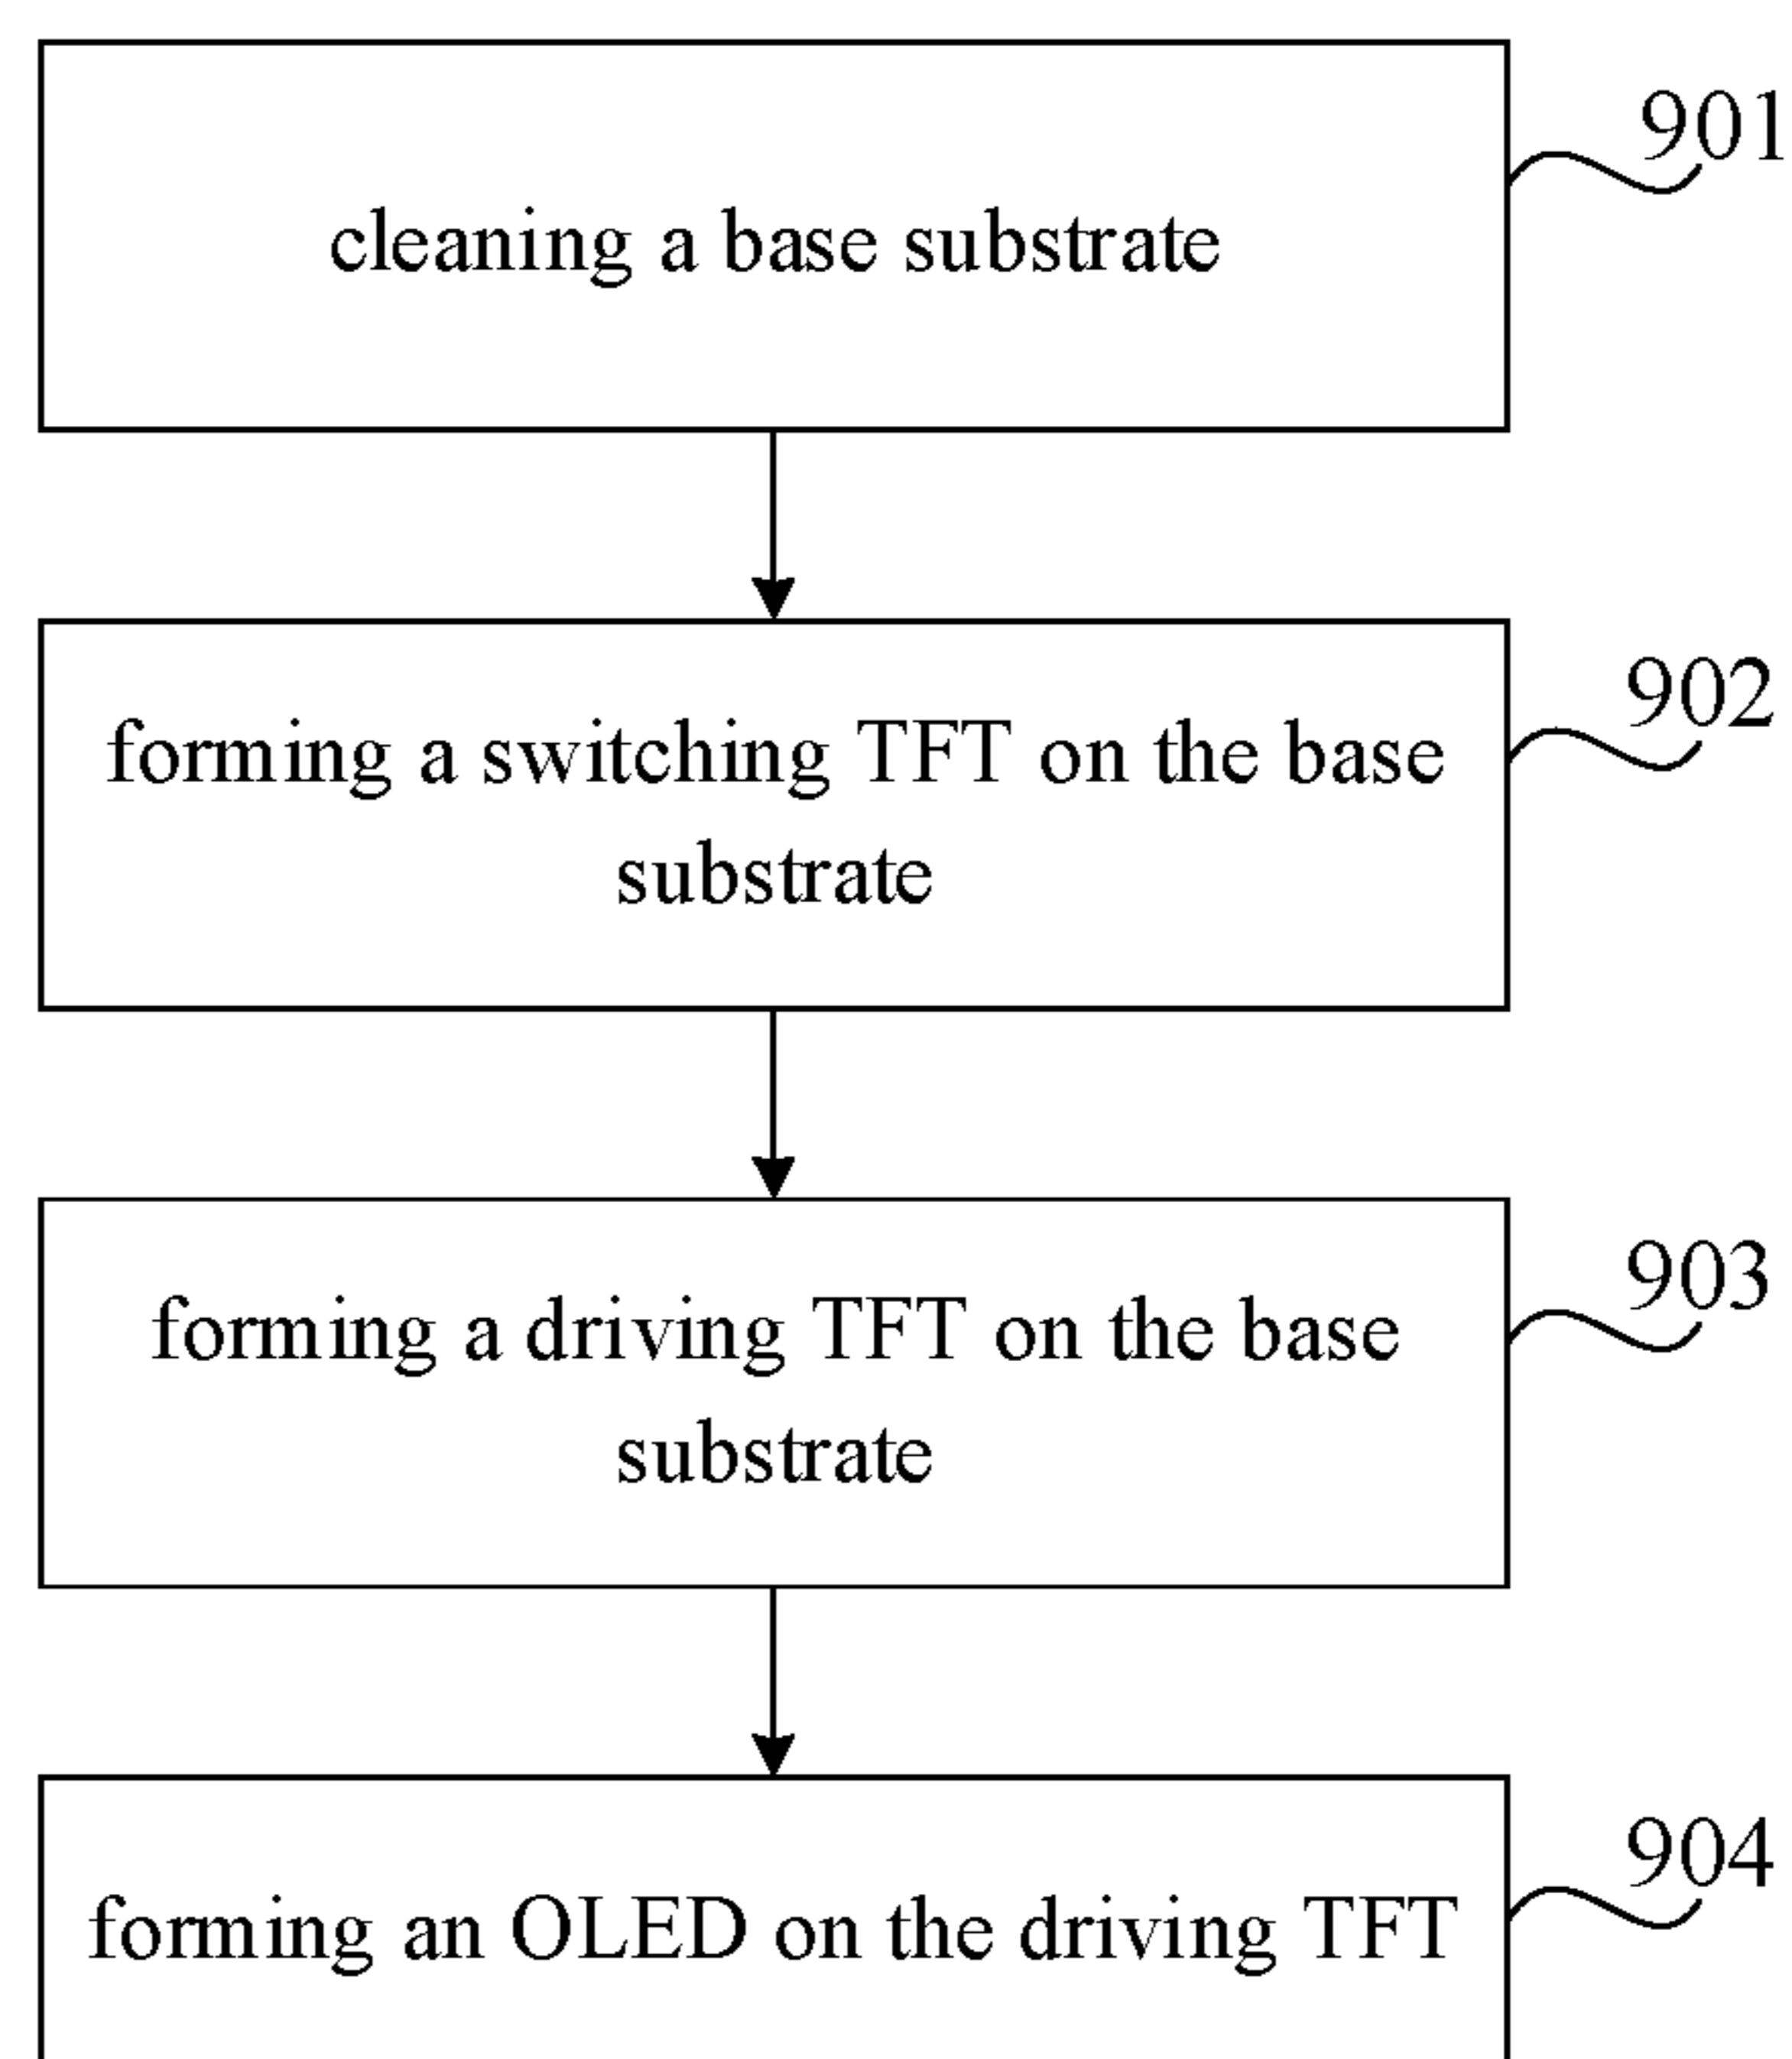 901
cleaning a base substrate
902
forming a switching TFT on the base
substrate
903
forming a driving TFT on the base
substrate
904
forming an OLED on the driving TFT